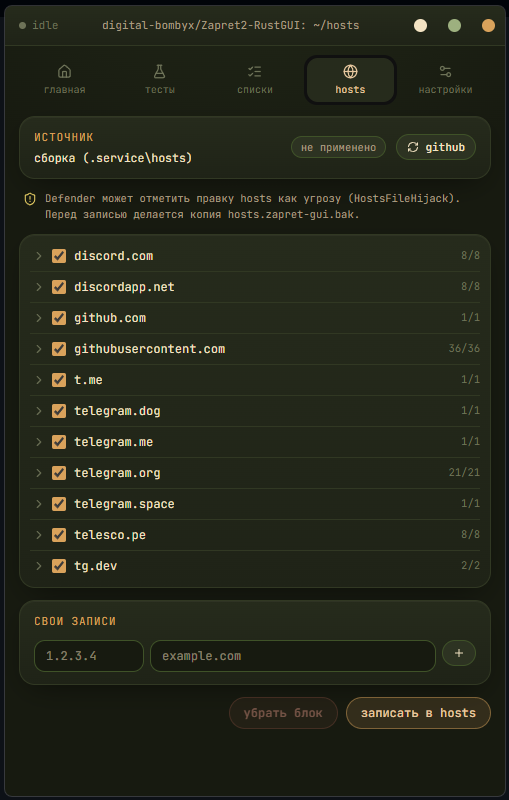 idle
digital-bombyx/Zapret2-RustGUI: ~/hosts
главная
тесты
списки
hosts
настройки
ИСТОЧНИК
сборка (.service\hosts)
не применено
github
Defender может отметить правку hosts как угрозу (HostsFileHijack).
Перед записью делается копия hosts.zapret-gui.bak.
discord.com 8/8
discordapp.net 8/8
github.com 1/1
githubusercontent.com 36/36
t.me 1/1
telegram.dog 1/1
telegram.me 1/1
telegram.org 21/21
telegram.space 1/1
telesco.pe 8/8
tg.dev 2/2
СВОИ ЗАПИСИ
1.2.3.4
example.com
+
убрать блок
записать в hosts